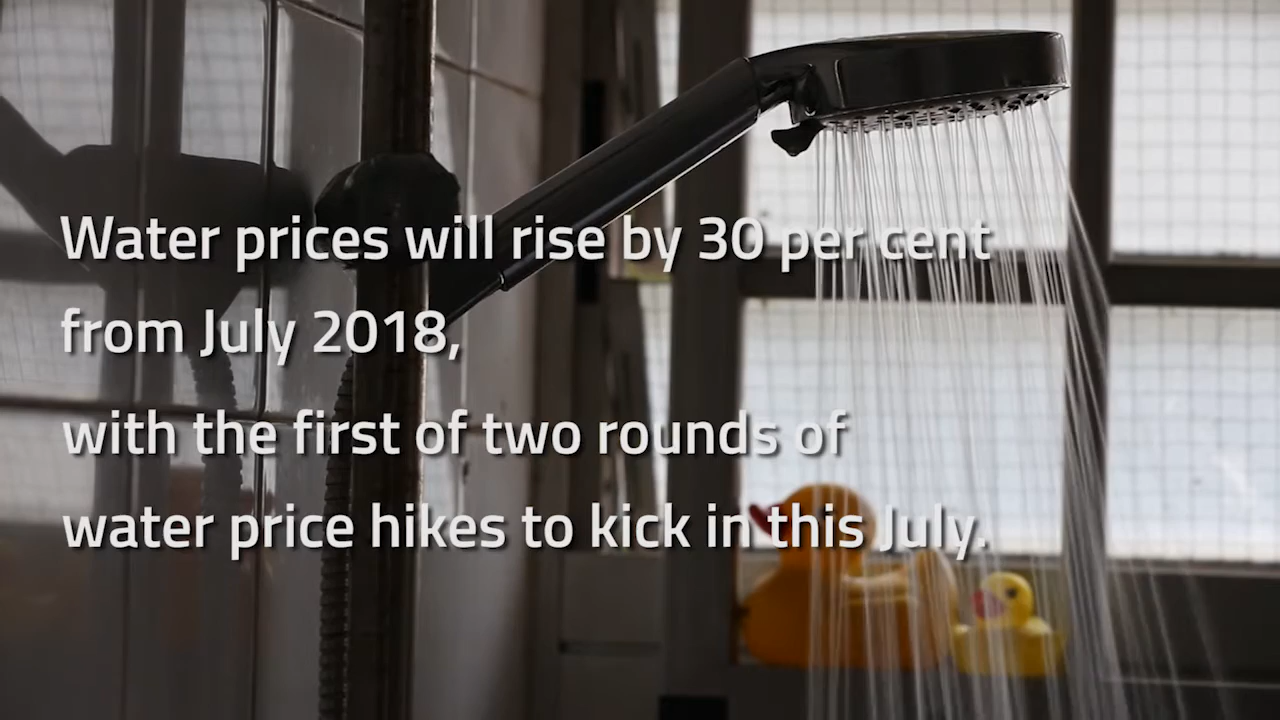 Water prices will rise by 30 per cent
from July 2018,
with the first of two rounds of
water price hikes to kick in this July.